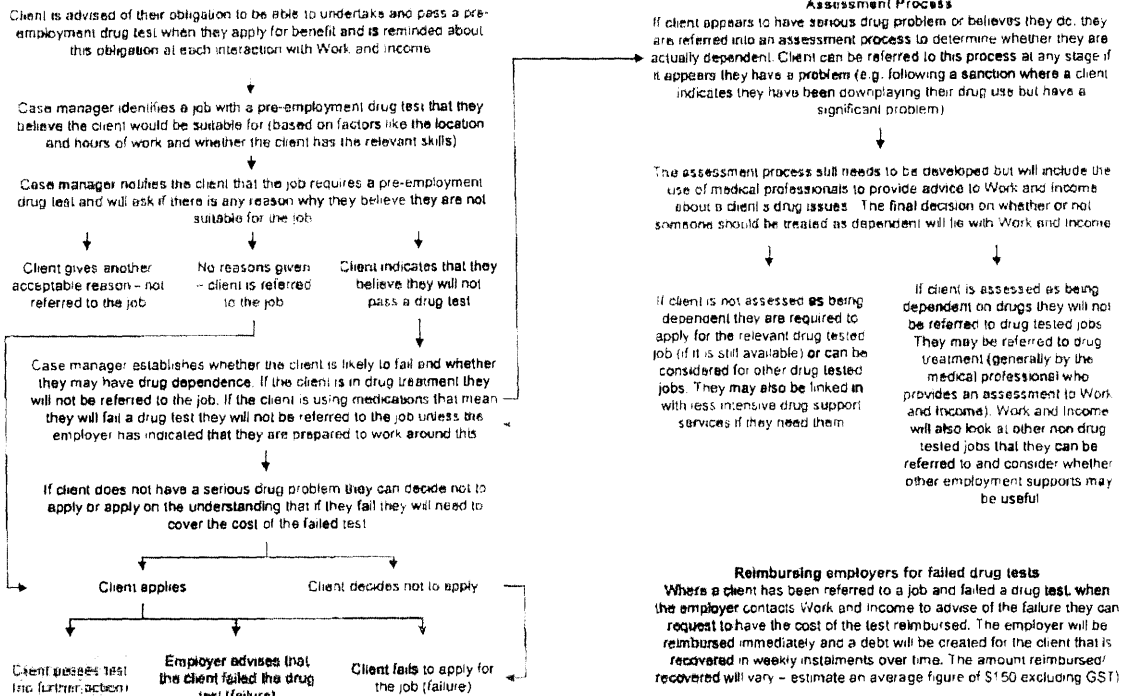 Client is advised of their obligation to be able to undertake and pass a pre-
employment drug test when they apply for benefit and is reminded about
this obligation at each interaction with Work and Income
Case manager identifies a job with a pre-employment drug test that they
believe the client would be suitable for (based on factors like the location
and hours of work and whether the client has the relevant skills)
Case manager notifies the client that the job requires a pre-employment
drug test and will ask if there is any reason why they believe they are not
suitable for the job
Client gives another
acceptable reason – not
referred to the job
No reasons given
– client is referred
to the job
Client indicates that they
believe they will not
pass a drug test
Case manager establishes whether the client is likely to fail and whether
they may have drug dependence. If the client is in drug treatment they
will not be referred to the job. If the client is using medications that mean
they will fail a drug test they will not be referred to the job unless the
employer has indicated that they are prepared to work around this
If client does not have a serious drug problem they can decide not to
apply or apply on the understanding that if they fail they will need to
cover the cost of the failed test
Client applies
Client decides not to apply
Client passes test
(no further action)
Employer advises that
the client failed the drug
test (failure)
Client fails to apply for
the job (failure)
Assessment Process
If client appears to have serious drug problem or believes they do, they
are referred into an assessment process to determine whether they are
actually dependent. Client can be referred to this process at any stage if
it appears they have a problem (e.g. following a sanction where a client
indicates they have been downplaying their drug use but have a
significant problem)
The assessment process still needs to be developed but will include the
use of medical professionals to provide advice to Work and Income
about a client s drug issues. The final decision on whether or not
someone should be treated as dependent will lie with Work and Income
If client is not assessed as being
dependent they are required to
apply for the relevant drug tested
job (if it is still available) or can be
considered for other drug tested
jobs. They may also be linked in
with less intensive drug support
services if they need them
If client is assessed as being
dependent on drugs they will not
be referred to drug tested jobs
They may be referred to drug
treatment (generally by the
medical professional who
provides an assessment to Work
and Income). Work and Income
will also look at other non drug
tested jobs that they can be
referred to and consider whether
other employment supports may
be useful
Reimbursing employers for failed drug tests
Where a client has been referred to a job and failed a drug test, when
the employer contacts Work and Income to advise of the failure they can
request to have the cost of the test reimbursed. The employer will be
reimbursed immediately and a debt will be created for the client that is
recovered in weekly instalments over time. The amount reimbursed/
recovered will vary – estimate an average figure of $150 excluding GST)